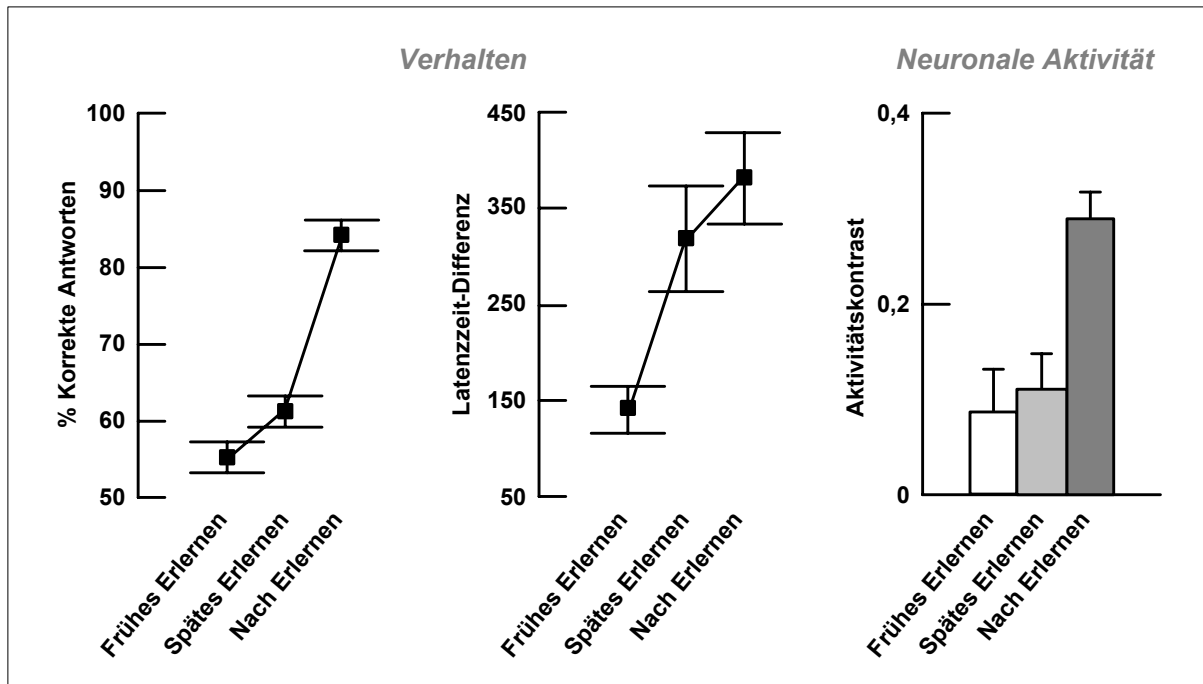 Verhalten
Neuronale Aktivität
% Korrekte Antworten
100
90
80
70
60
50
Frühes Erlernen
Spätes Erlernen
Nach Erlernen
Latenzzeit-Differenz
450
350
250
150
50
Frühes Erlernen
Spätes Erlernen
Nach Erlernen
Aktivitätskontrast
0,4
0,2
0
Frühes Erlernen
Spätes Erlernen
Nach Erlernen